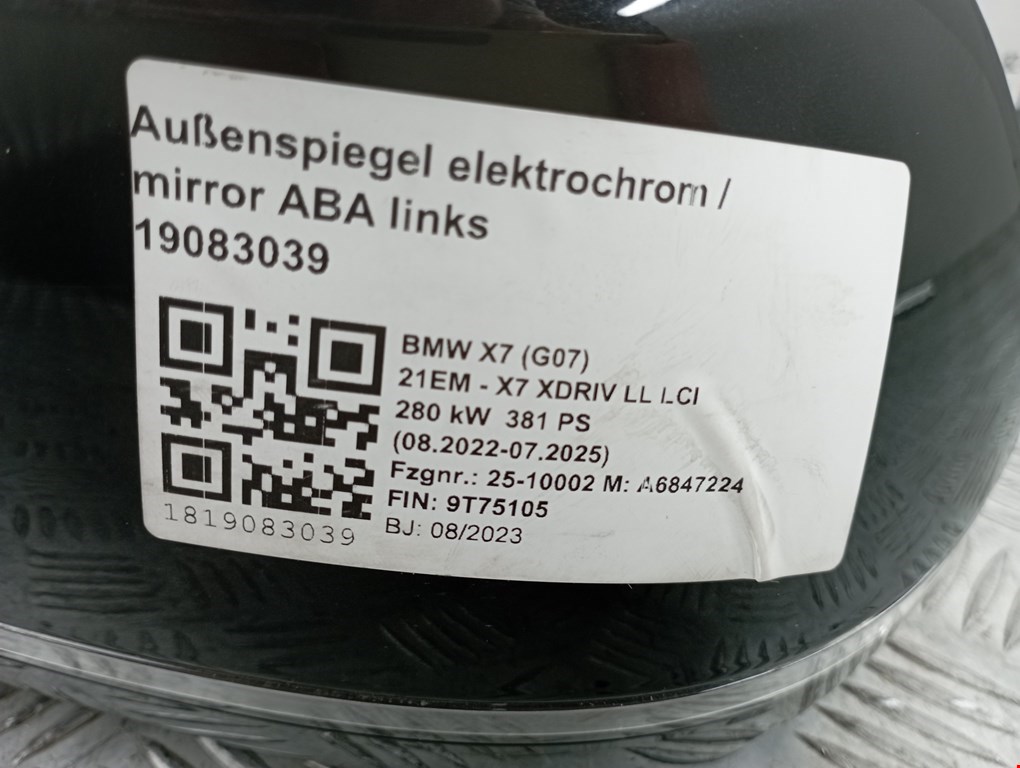 Außenspiegel elektrochrom /
mirror ABA links
19083039
BMW X7 (G07)
21EM - X7 XDRIV LL LCI
280 kW 381 PS
(08.2022-07.2025)
Fzgnr.: 25-10002 M: A6847224
FIN: 9T75105
BJ: 08/2023
1819083039